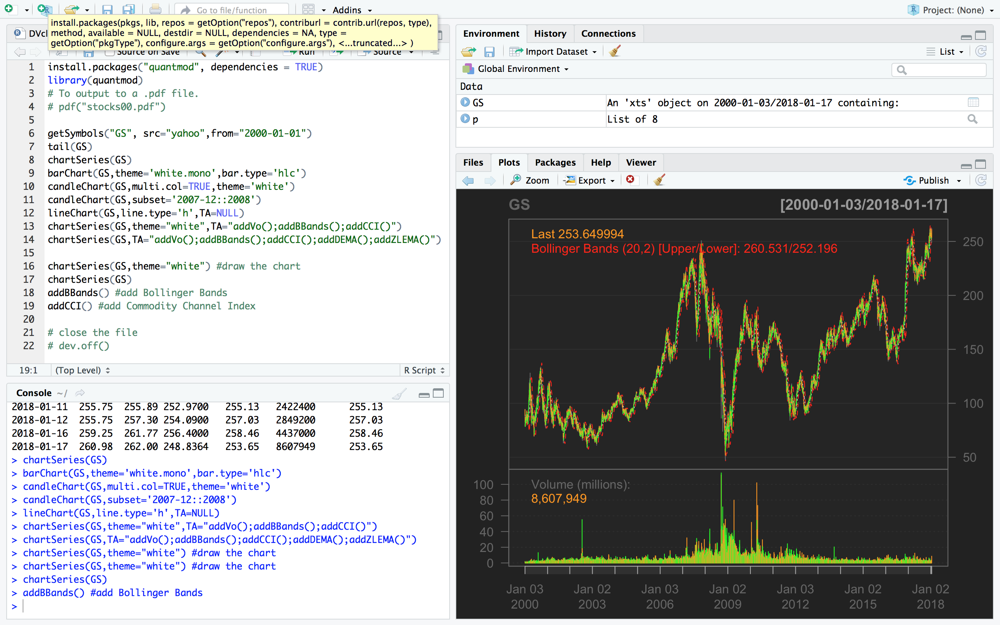 Go to file/function
Addins
Project: (None)
install.packages(pkgs, lib, repos = getOption("repos"), contriburl = contrib.url(repos, type),
method, available = NULL, destdir = NULL, dependencies = NA, type =
getOption("pkgType"), configure.args = getOption("configure.args"), <...truncated...> )
Source on Save
Run
Source
1 install.packages("quantmod", dependencies = TRUE)
2 library(quantmod)
3 # To output to a .pdf file.
4 # pdf("stocks00.pdf")
5
6 getSymbols("GS", src="yahoo",from="2000-01-01")
7 tail(GS)
8 chartSeries(GS)
9 barChart(GS,theme='white.mono',bar.type='hlc')
10 candleChart(GS,multi.col=TRUE,theme='white')
11 candleChart(GS,subset='2007-12::2008')
12 lineChart(GS,line.type='h',TA=NULL)
13 chartSeries(GS,theme="white",TA="addVo();addBBands();addCCI()")
14 chartSeries(GS,TA="addVo();addBBands();addCCI();addDEMA();addZLEMA()")
15
16 chartSeries(GS,theme="white") #draw the chart
17 chartSeries(GS)
18 addBBands() #add Bollinger Bands
19 addCCI() #add Commodity Channel Index
20
21 # close the file
22 # dev.off()
19:1 (Top Level) R Script
Console ~/
2018-01-11 255.75 255.89 252.9700 255.13 2422400 255.13
2018-01-12 255.75 257.30 254.0900 257.03 2849200 257.03
2018-01-16 259.25 261.77 256.4000 258.46 4437000 258.46
2018-01-17 260.98 262.00 248.8364 253.65 8607949 253.65
> chartSeries(GS)
> barChart(GS,theme='white.mono',bar.type='hlc')
> candleChart(GS,multi.col=TRUE,theme='white')
> candleChart(GS,subset='2007-12::2008')
> lineChart(GS,line.type='h',TA=NULL)
> chartSeries(GS,theme="white",TA="addVo();addBBands();addCCI()")
> chartSeries(GS,TA="addVo();addBBands();addCCI();addDEMA();addZLEMA()")
> chartSeries(GS,theme="white") #draw the chart
> chartSeries(GS,theme="white") #draw the chart
> chartSeries(GS)
> addBBands() #add Bollinger Bands
>
Environment History Connections
Import Dataset
List
Global Environment
Data
GS An 'xts' object on 2000-01-03/2018-01-17 containing:
p List of 8
Files Plots Packages Help Viewer
Zoom Export Publish
GS [2000-01-03/2018-01-17]
Last 253.649994
Bollinger Bands (20,2) [Upper/Lower]: 260.531/252.196
250
200
150
100
50
Volume (millions):
8,607,949
100
80
60
40
20
0
Jan 03 Jan 02 Jan 03 Jan 02 Jan 03 Jan 02 Jan 02
2000 2003 2006 2009 2012 2015 2018